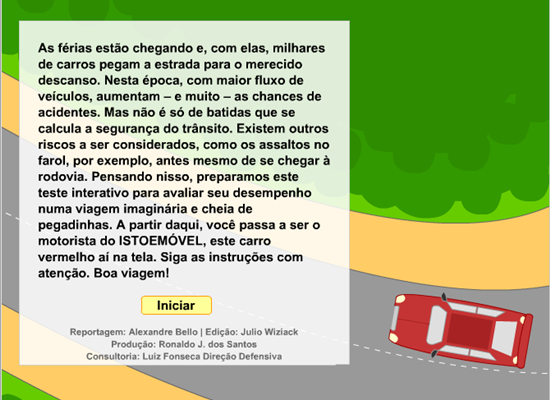 As férias estão chegando e, com elas, milhares
de carros pegam a estrada para o merecido
descanso. Nesta época, com maior fluxo de
veículos, aumentam – e muito – as chances de
acidentes. Mas não é só de batidas que se
calcula a segurança do trânsito. Existem outros
riscos a ser considerados, como os assaltos no
farol, por exemplo, antes mesmo de se chegar à
rodovia. Pensando nisso, preparamos este
teste interativo para avaliar seu desempenho
numa viagem imaginária e cheia de
pegadinhas. A partir daqui, você passa a ser o
motorista do ISTOEMÓVEL, este carro
vermelho aí na tela. Siga as instruções com
atenção. Boa viagem!
Iniciar
Reportagem: Alexandre Bello | Edição: Julio Wiziack
Produção: Ronaldo J. dos Santos
Consultoria: Luiz Fonseca Direção Defensiva